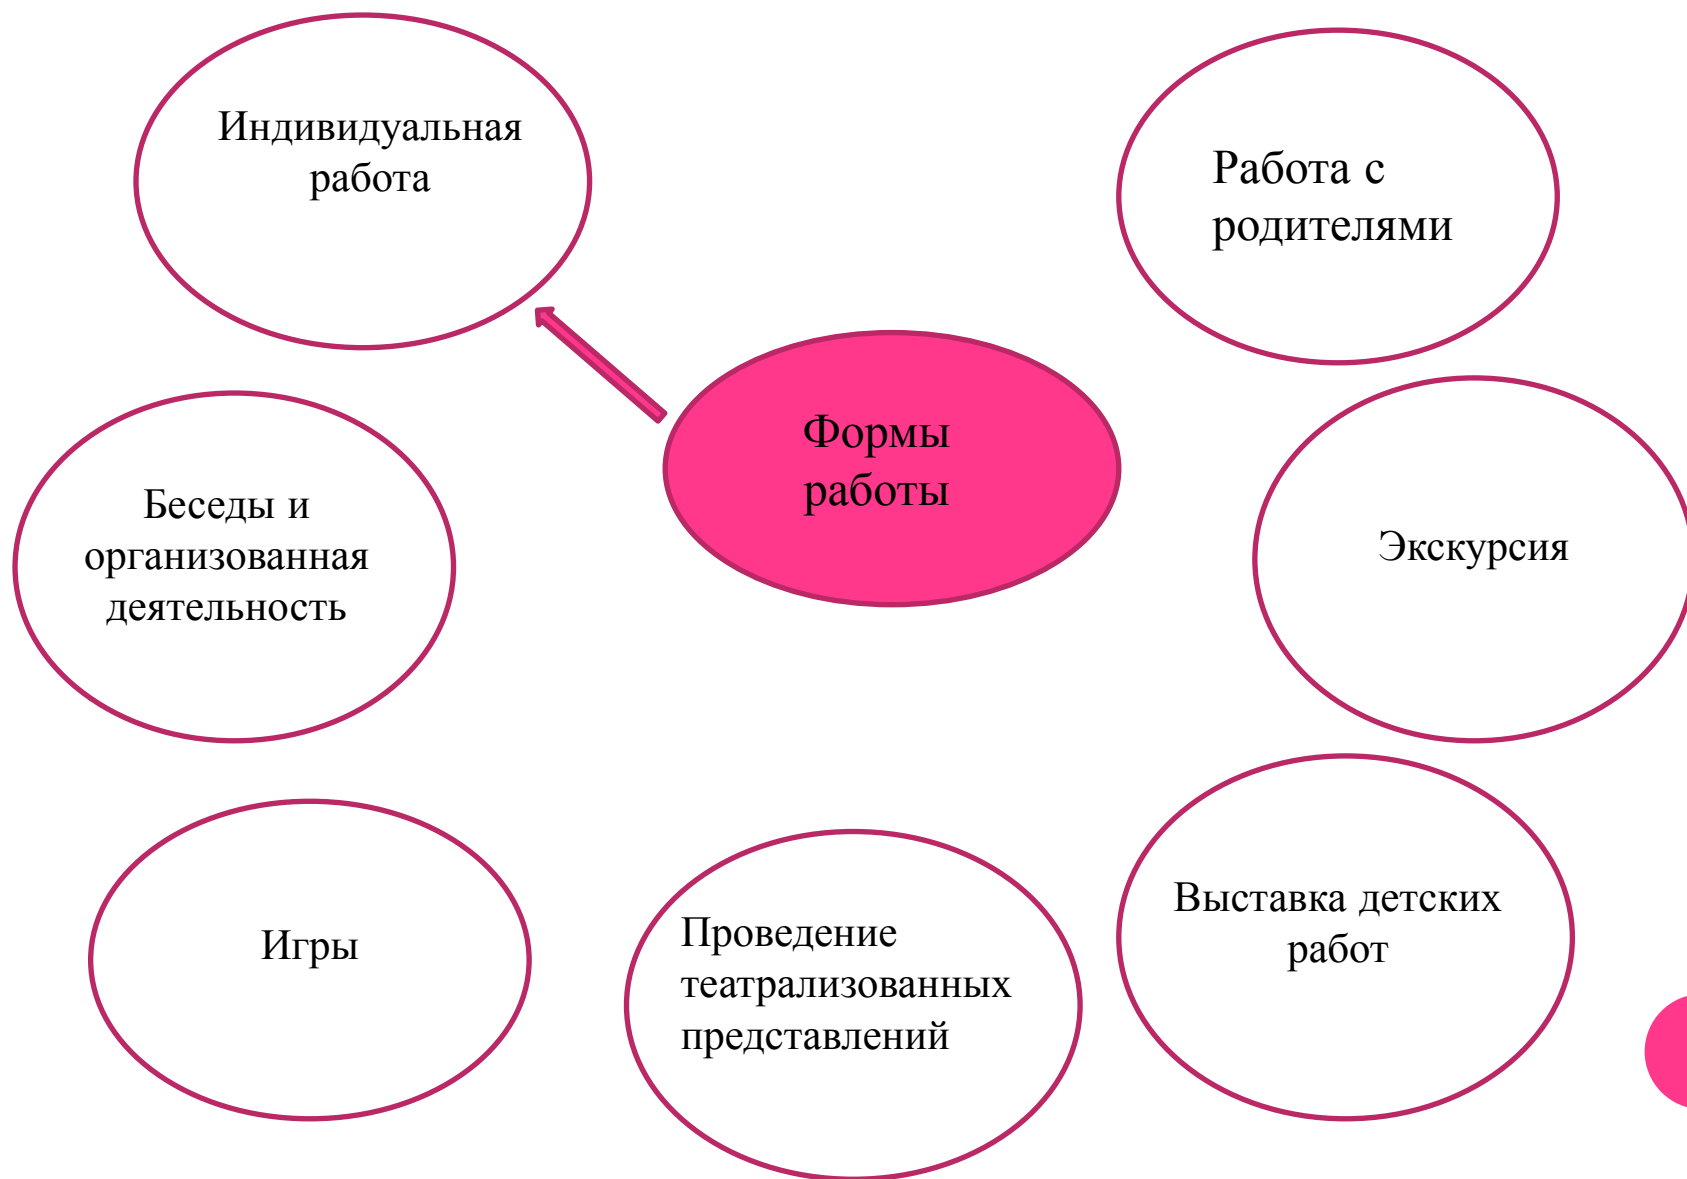 Индивидуальная
работа
Работа с
родителями
Формы
работы
Беседы и
организованная
деятельность
Экскурсия
Игры
Проведение
театрализованных
представлений
Выставка детских
работ